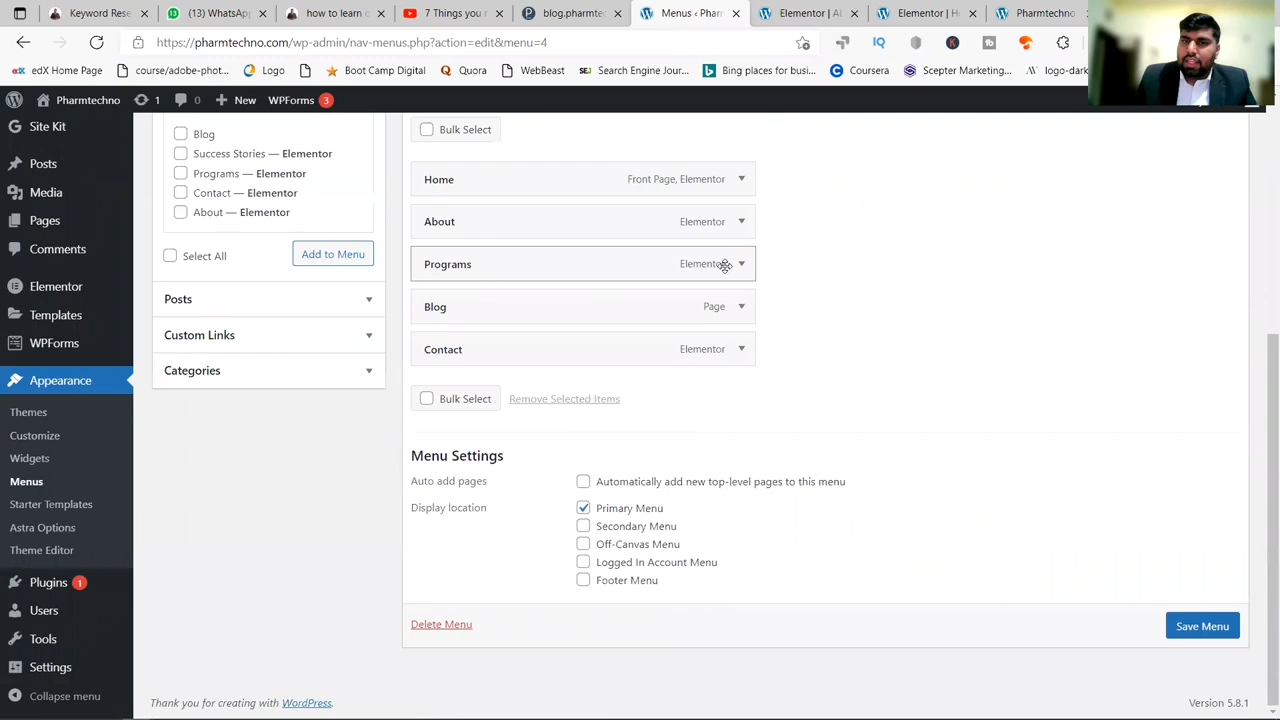 Keyword Rese
(13) WhatsApp
how to learn c
7 Things you n
blog.pharmte
Menus ‹ Pharm
Elementor | Al
Elementor | He
Pharmtechno
https://pharmtechno.com/wp-admin/nav-menus.php?action=edit&menu=4
edX Home Page
course/adobe-phot...
Logo
Boot Camp Digital
Quora
WebBeast
Search Engine Jour...
Bing places for busi...
Coursera
Scepter Marketing...
logo-dark
Pharmtechno
1
0
New
WPForms 3
Site Kit
Posts
Media
Pages
Comments
Elementor
Templates
WPForms
Appearance
Themes
Customize
Widgets
Menus
Starter Templates
Astra Options
Theme Editor
Plugins 1
Users
Tools
Settings
Collapse menu
Blog
Success Stories — Elementor
Programs — Elementor
Contact — Elementor
About — Elementor
Select All
Add to Menu
Posts
Custom Links
Categories
Bulk Select
Home Front Page, Elementor
About Elementor
Programs Elementor
Blog Page
Contact Elementor
Bulk Select Remove Selected Items
Menu Settings
Auto add pages Automatically add new top-level pages to this menu
Display location Primary Menu
Secondary Menu
Off-Canvas Menu
Logged In Account Menu
Footer Menu
Delete Menu
Save Menu
Thank you for creating with WordPress.
Version 5.8.1